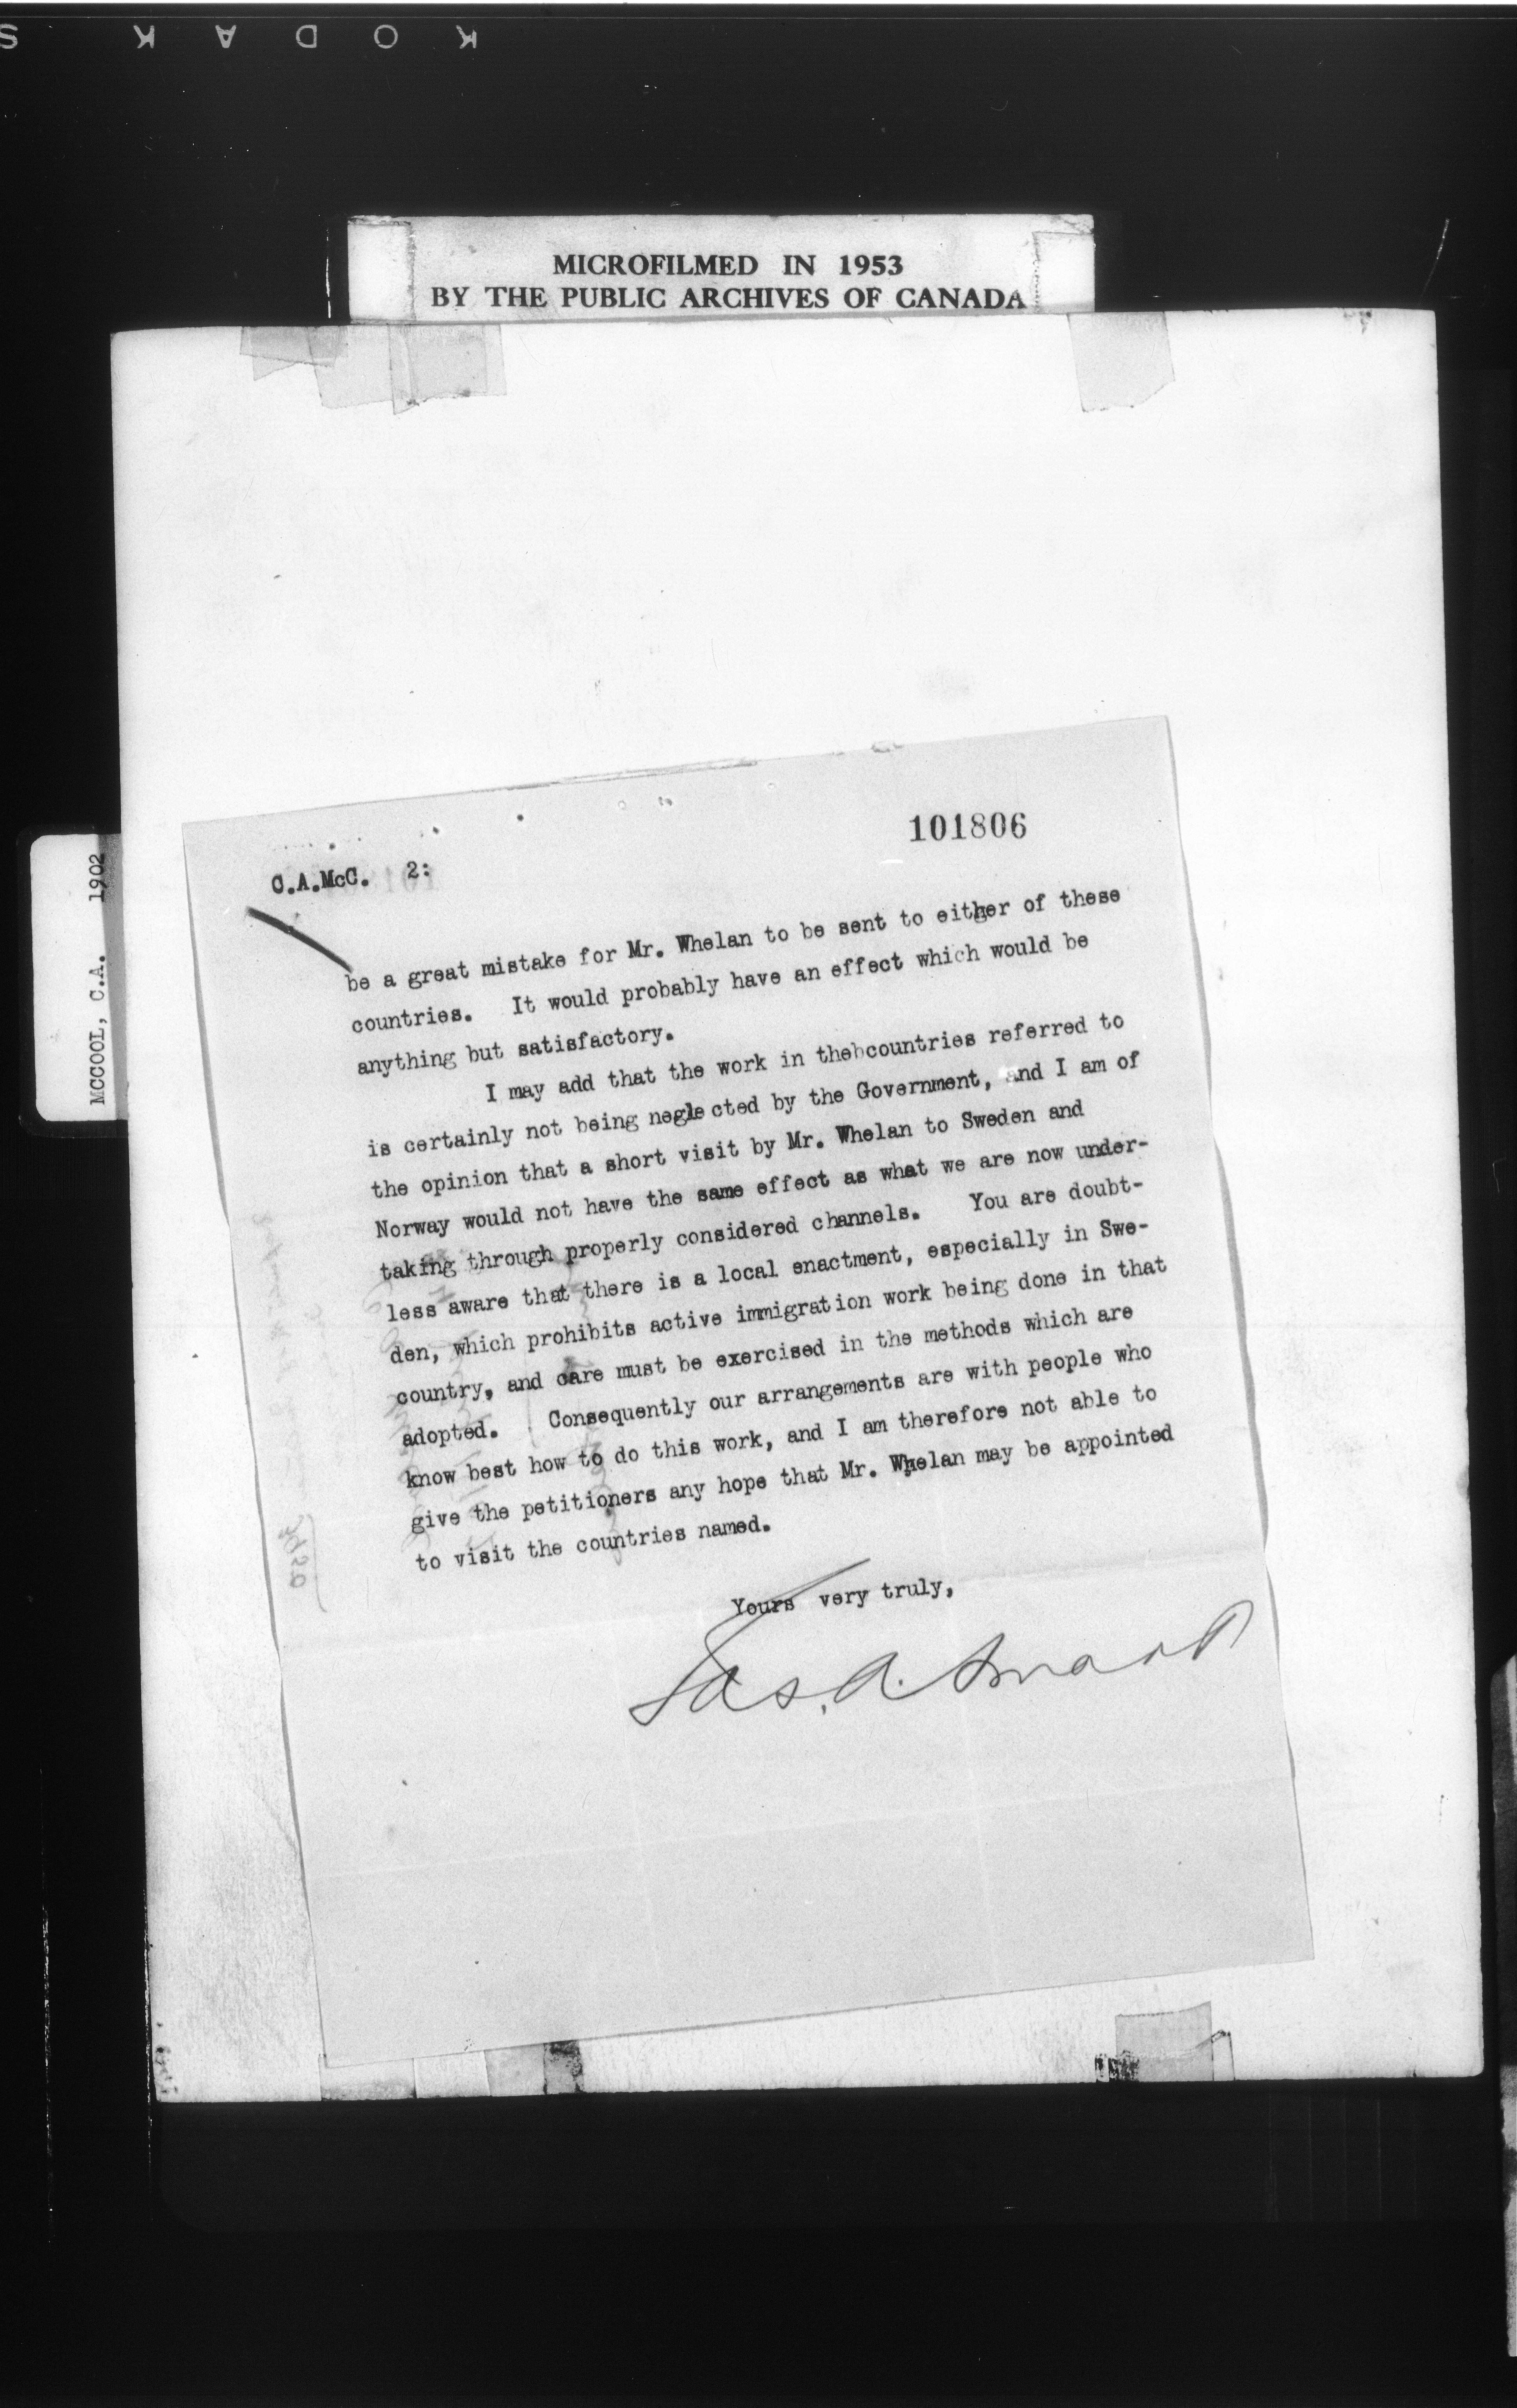 KODAK S
MICROFILMED IN 1953
BY THE PUBLIC ARCHIVES OF CANADA
MCCOOL, C.A. 1902
101806
C.A.McC. 2:
be a great mistake for Mr. Whelan to be sent to either of these
countries. It would probably have an effect which would be
anything but satisfactory.
I may add that the work in thebcountries referred to
is certainly not being neglected by the Government, and I am of
the opinion that a short visit by Mr. Whelan to Sweden and
Norway would not have the same effect as what we are now under-
taking through properly considered channels. You are doubt-
less aware that there is a local enactment, especially in Swe-
den, which prohibits active immigration work being done in that
country, and care must be exercised in the methods which are
adopted. Consequently our arrangements are with people who
know best how to do this work, and I am therefore not able to
give the petitioners any hope that Mr. Whelan may be appointed
to visit the countries named.
Yours very truly,
Jas. A. Smart